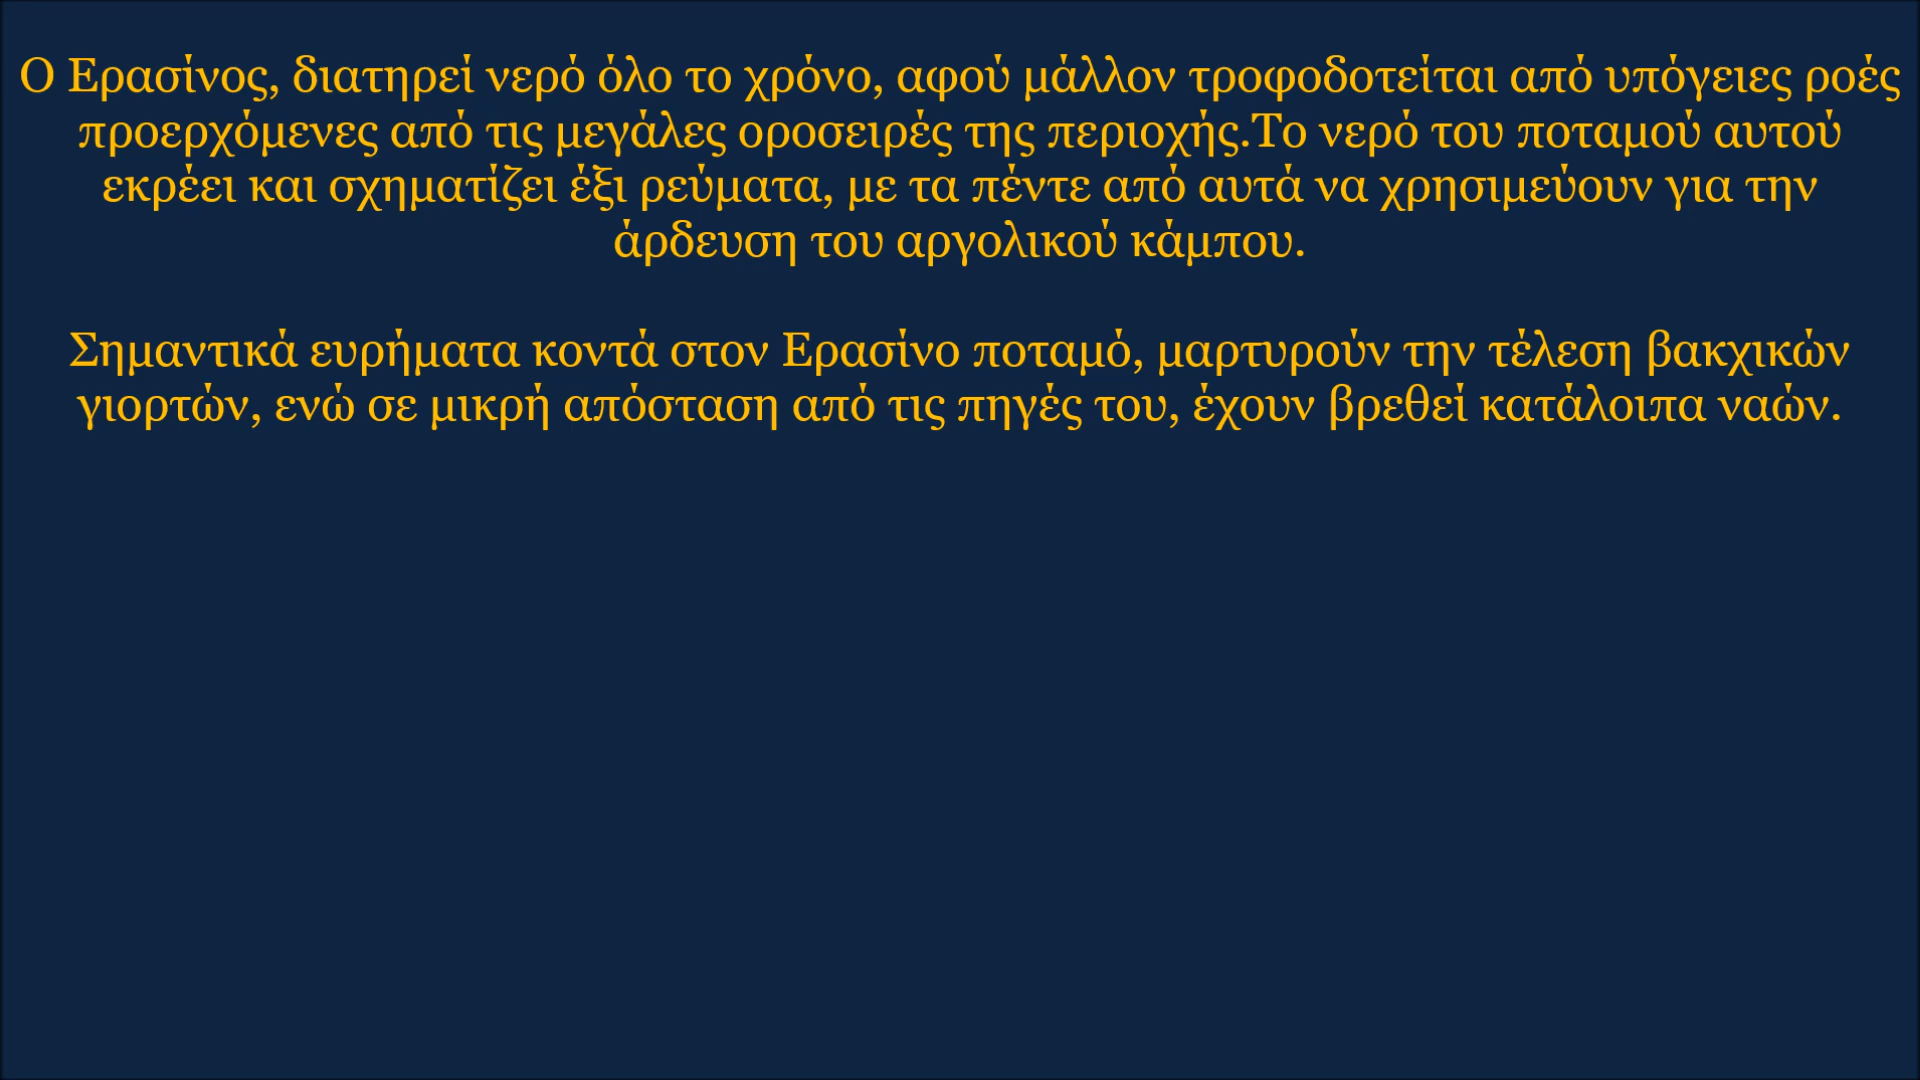 Ο Ερασίνος, διατηρεί νερό όλο το χρόνο, αφού μάλλον τροφοδοτείται από υπόγειες ροές
προερχόμενες από τις μεγάλες οροσειρές της περιοχής.Το νερό του ποταμού αυτού
εκρέει και σχηματίζει έξι ρεύματα, με τα πέντε από αυτά να χρησιμεύουν για την
άρδευση του αργολικού κάμπου.
Σημαντικά ευρήματα κοντά στον Ερασίνο ποταμό, μαρτυρούν την τέλεση βακχικών
γιορτών, ενώ σε μικρή απόσταση από τις πηγές του, έχουν βρεθεί κατάλοιπα ναών.